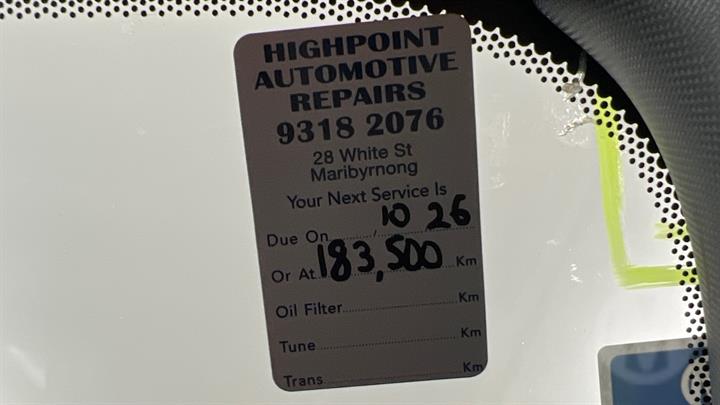 HIGHPOINT
AUTOMOTIVE
REPAIRS
9318 2076
28 White St
Maribyrnong
Your Next Service Is
Due On 10 / 26
Or At 183,500 Km
Oil Filter Km
Tune Km
Trans Km